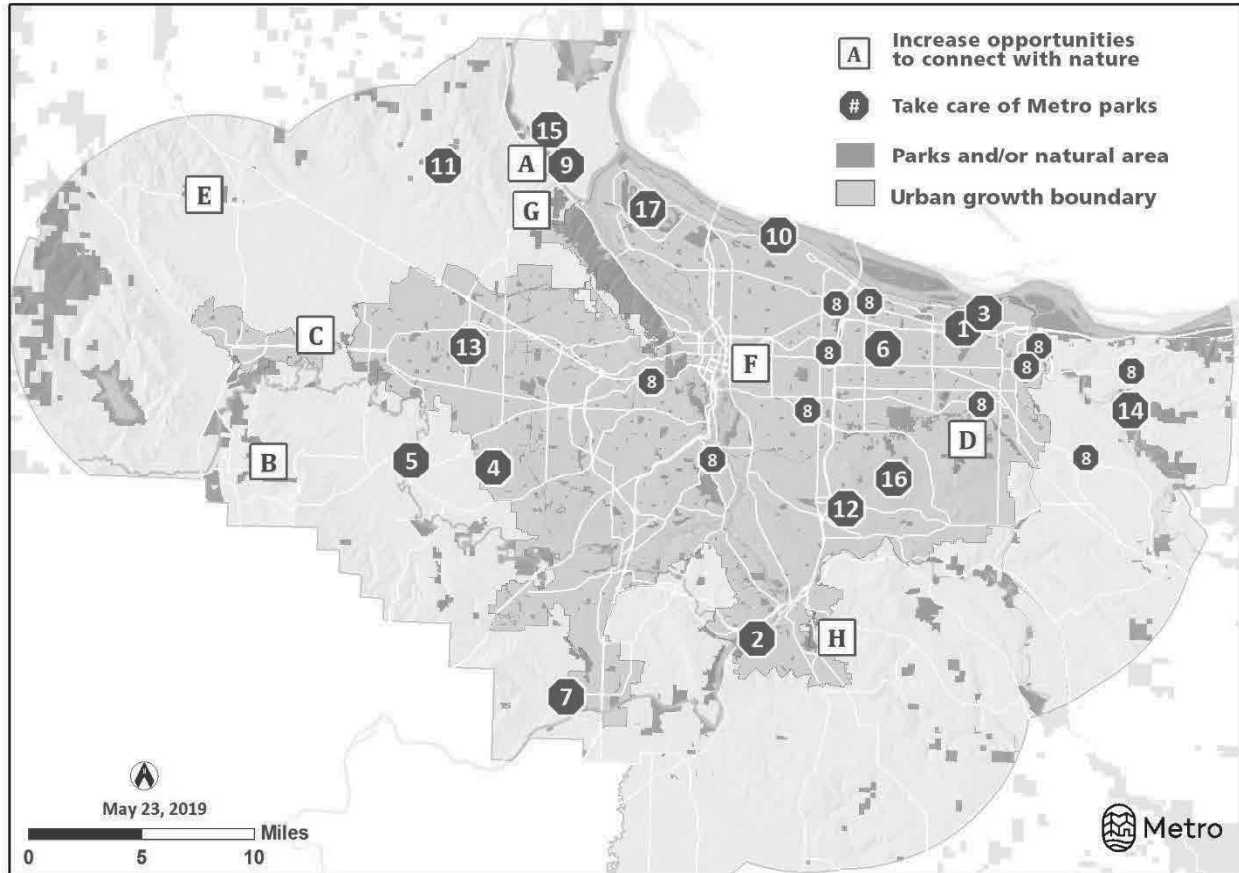 A
Increase opportunities
to connect with nature
#
Take care of Metro parks
Parks and/or natural area
Urban growth boundary
15
11
A
9
E
G
17
10
8
8
3
1
C
13
F
8
6
8
8
8
8
14
8
8
D
B
5
4
8
8
16
12
2
H
7
May 23, 2019
Miles
0
5
10
Metro